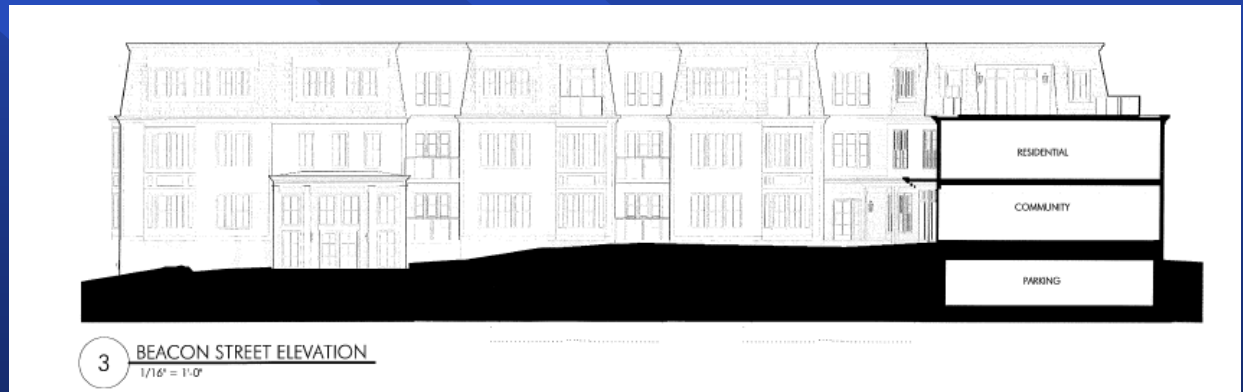 RESIDENTIAL
COMMUNITY
PARKING
3 BEACON STREET ELEVATION
1/16" = 1'-0"